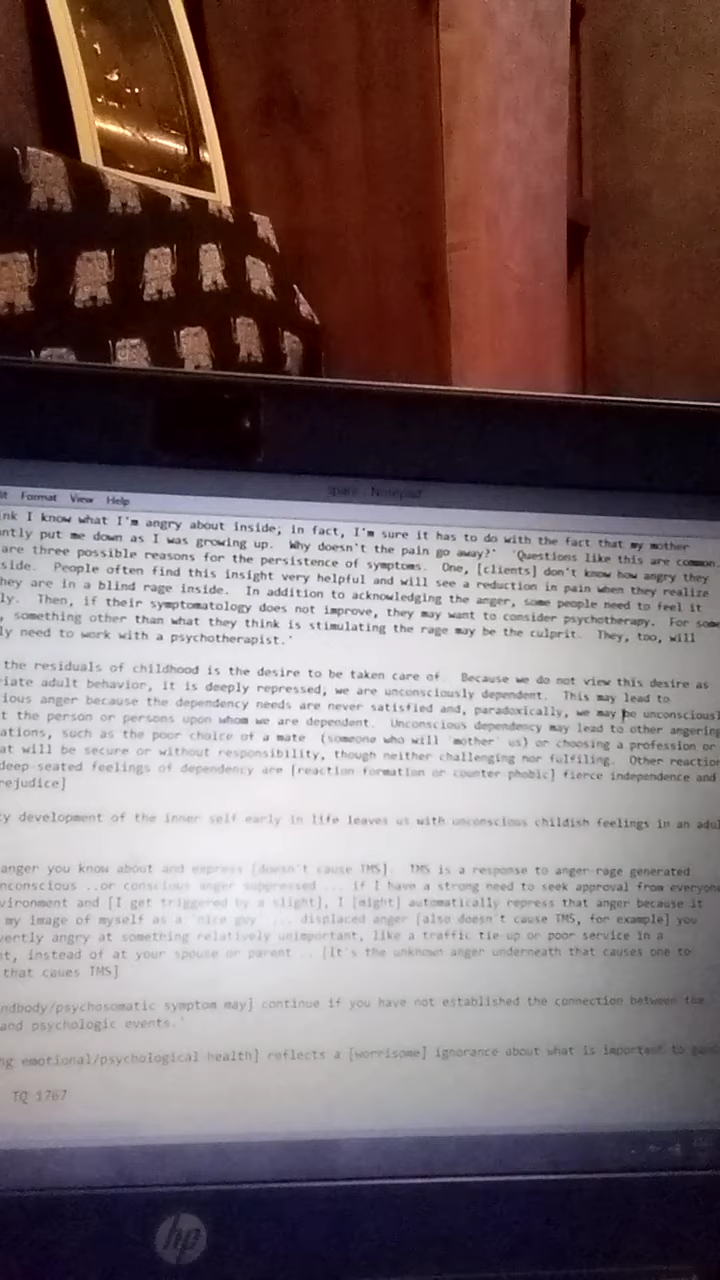 Format View Help
Notepad
nk I know what I'm angry about inside; in fact, I'm sure it has to do with the fact that my mother
ntly put me down as I was growing up. Why doesn't the pain go away?' 'Questions like this are common.
are three possible reasons for the persistence of symptoms. One, [clients] don't know how angry they
side. People often find this insight very helpful and will see a reduction in pain when they realize
hey are in a blind rage inside. In addition to acknowledging the anger, some people need to feel it
ly. Then, if their symptomatology does not improve, they may want to consider psychotherapy. For some
, something other than what they think is stimulating the rage may be the culprit. They, too, will
ly need to work with a psychotherapist.'
the residuals of childhood is the desire to be taken care of. Because we do not view this desire as
riate adult behavior, it is deeply repressed; we are unconsciously dependent. This may lead to
ious anger because the dependency needs are never satisfied and, paradoxically, we may be unconsciousl
t the person or persons upon whom we are dependent. Unconscious dependency may lead to other angering
ations, such as the poor choice of a mate (someone who will 'mother' us) or choosing a profession or
at will be secure or without responsibility, though neither challenging nor fulfiling. Other reaction
deep-seated feelings of dependency are [reaction formation or counter-phobic] fierce independence and
rejudice]
ty development of the inner self early in life leaves us with unconscious childish feelings in an adul
anger you know about and express [doesn't cause TMS]. TMS is a response to anger-rage generated
nconscious ..or conscious anger suppressed ... if I have a strong need to seek approval from everyone
vironment and [I get triggered by a slight], I [might] automatically repress that anger because it
my image of myself as a 'nice guy' ... displaced anger [also doesn't cause TMS, for example] you
vertly angry at something relatively unimportant, like a traffic tie-up or poor service in a
nt, instead of at your spouse or parent .. [It's the unknown anger underneath that causes one to
that caues TMS]
ndbody/psychosomatic symptom may] continue if you have not established the connection between the
and psychologic events.'
ng emotional/psychological health] reflects a [worrisome] ignorance about what is important to
TQ 1767
hp